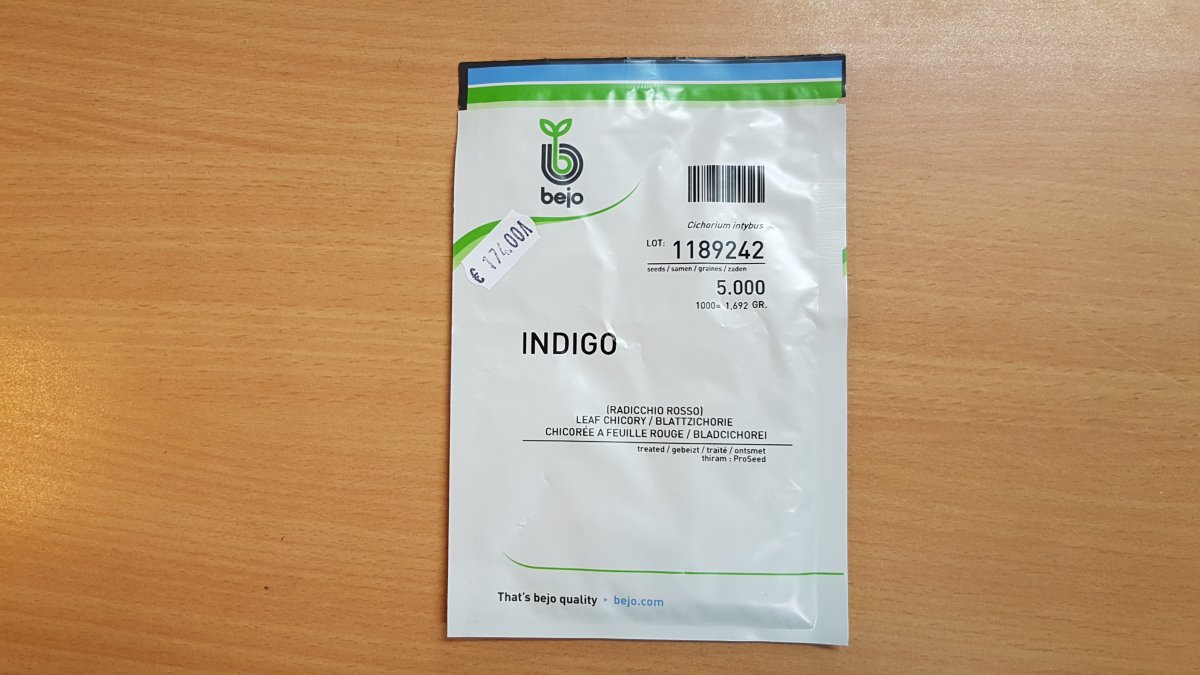 bejo
€ 174.00Λ
Cichorium intybus
LOT: 1189242
seeds / samen / graines / zaden
5.000
1000= 1,692 GR.
INDIGO
(RADICCHIO ROSSO)
LEAF CHICORY / BLATTZICHORIE
CHICORÉE A FEUILLE ROUGE / BLADCICHOREI
treated / gebeizt / traité / ontsmet
thiram : ProSeed
That's bejo quality ▸ bejo.com